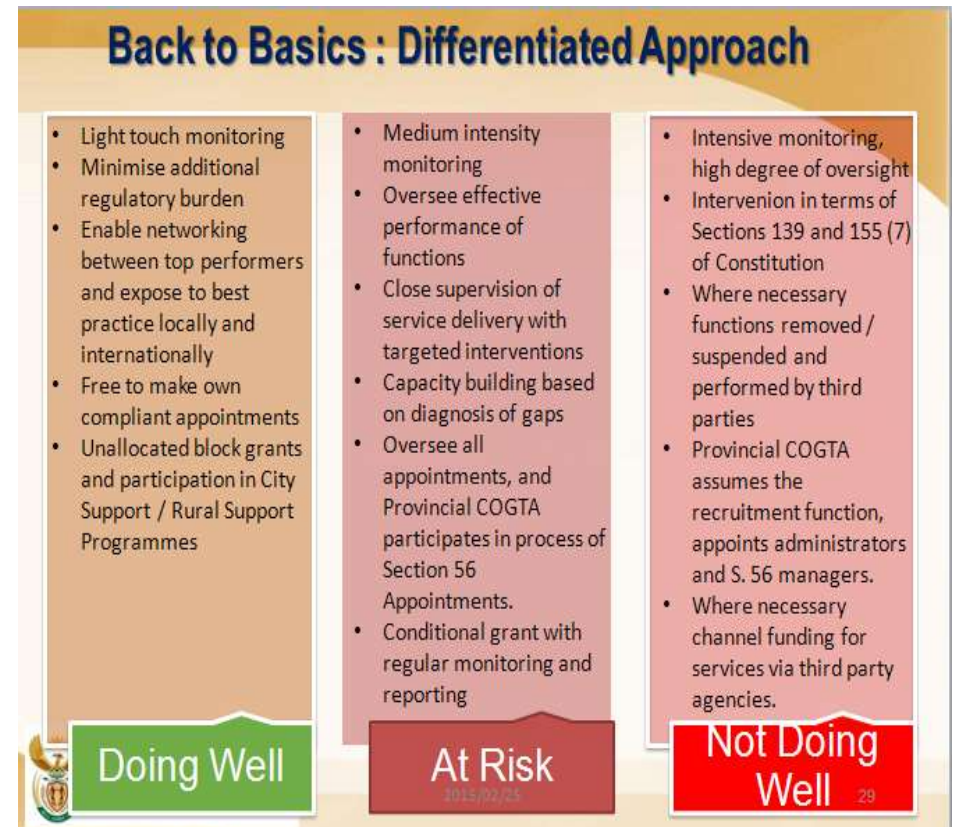 Back to Basics : Differentiated Approach
• Light touch monitoring
• Minimise additional
regulatory burden
• Enable networking
between top performers
and expose to best
practice locally and
internationally
• Free to make own
compliant appointments
• Unallocated block grants
and participation in City
Support / Rural Support
Programmes
Doing Well
• Medium intensity
monitoring
• Oversee effective
performance of
functions
• Close supervision of
service delivery with
targeted interventions
• Capacity building based
on diagnosis of gaps
• Oversee all
appointments, and
Provincial COGTA
participates in process of
Section 56
Appointments.
• Conditional grant with
regular monitoring and
reporting
At Risk
2015/02/25
• Intensive monitoring,
high degree of oversight
• Intervenion in terms of
Sections 139 and 155 (7)
of Constitution
• Where necessary
functions removed /
suspended and
performed by third
parties
• Provincial COGTA
assumes the
recruitment function,
appoints administrators
and S. 56 managers.
• Where necessary
channel funding for
services via third party
agencies.
Not Doing
Well
29